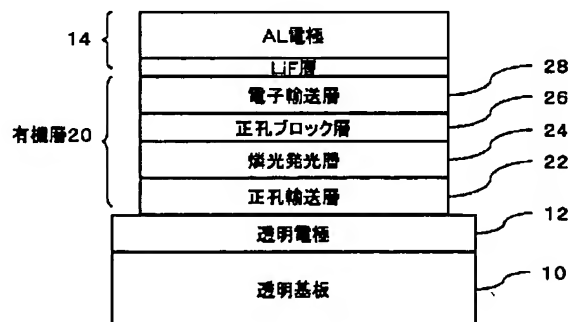 14
AL電極
LiF層
電子輸送層
28
正孔ブロック層
26
有機層20
燐光発光層
24
正孔輸送層
22
透明電極
12
透明基板
10